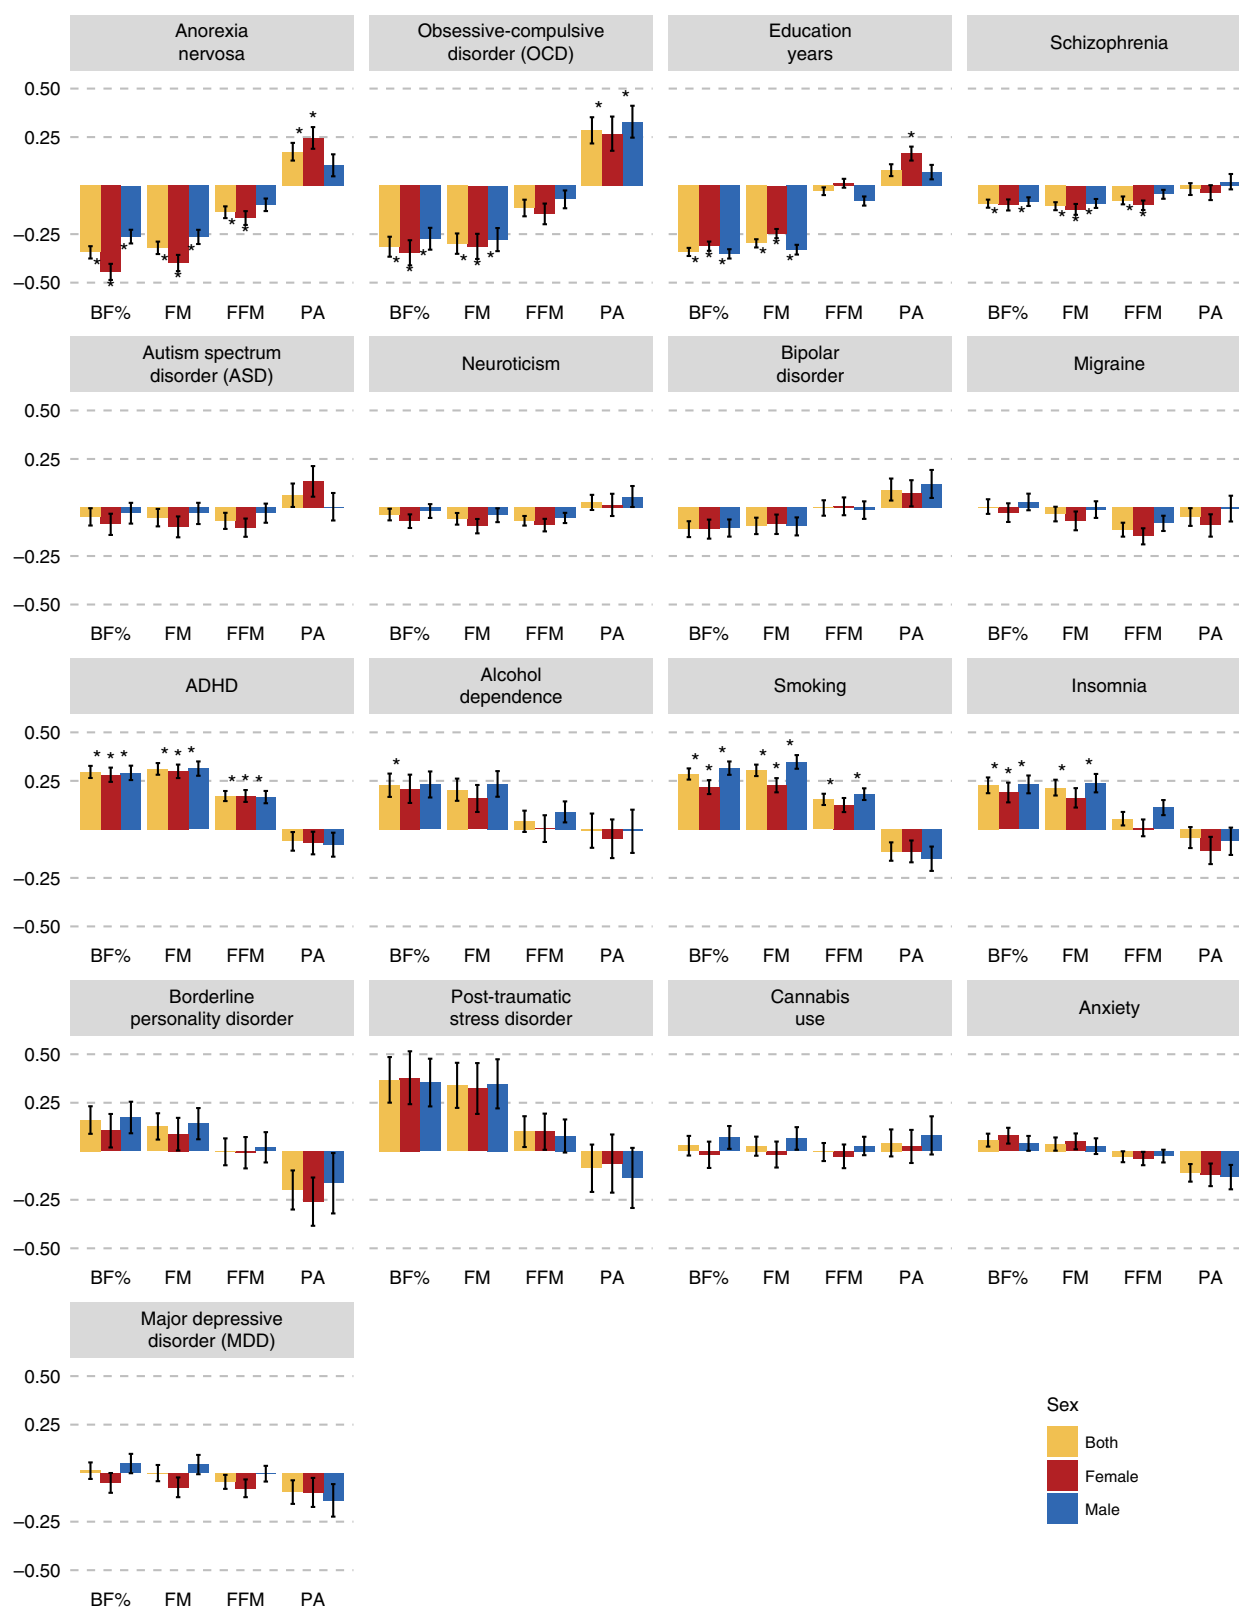 Anorexia
nervosa
Obsessive-compulsive
disorder (OCD)
Education
years
Schizophrenia
0.50
0.25
−0.25
−0.50
* * * * * * * * * *
* * * * * * * *
* * * * * * *
* * * * * * * *
BF% FM FFM PA
BF% FM FFM PA
BF% FM FFM PA
BF% FM FFM PA
Autism spectrum
disorder (ASD)
Neuroticism
Bipolar
disorder
Migraine
0.50
0.25
−0.25
−0.50
BF% FM FFM PA
BF% FM FFM PA
BF% FM FFM PA
BF% FM FFM PA
ADHD
Alcohol
dependence
Smoking
Insomnia
0.50
0.25
−0.25
−0.50
* * * * * * * * *
*
* * * * * * * *
* * * * *
BF% FM FFM PA
BF% FM FFM PA
BF% FM FFM PA
BF% FM FFM PA
Borderline
personality disorder
Post-traumatic
stress disorder
Cannabis
use
Anxiety
0.50
0.25
−0.25
−0.50
BF% FM FFM PA
BF% FM FFM PA
BF% FM FFM PA
BF% FM FFM PA
Major depressive
disorder (MDD)
0.50
0.25
−0.25
−0.50
BF% FM FFM PA
Sex
Both
Female
Male